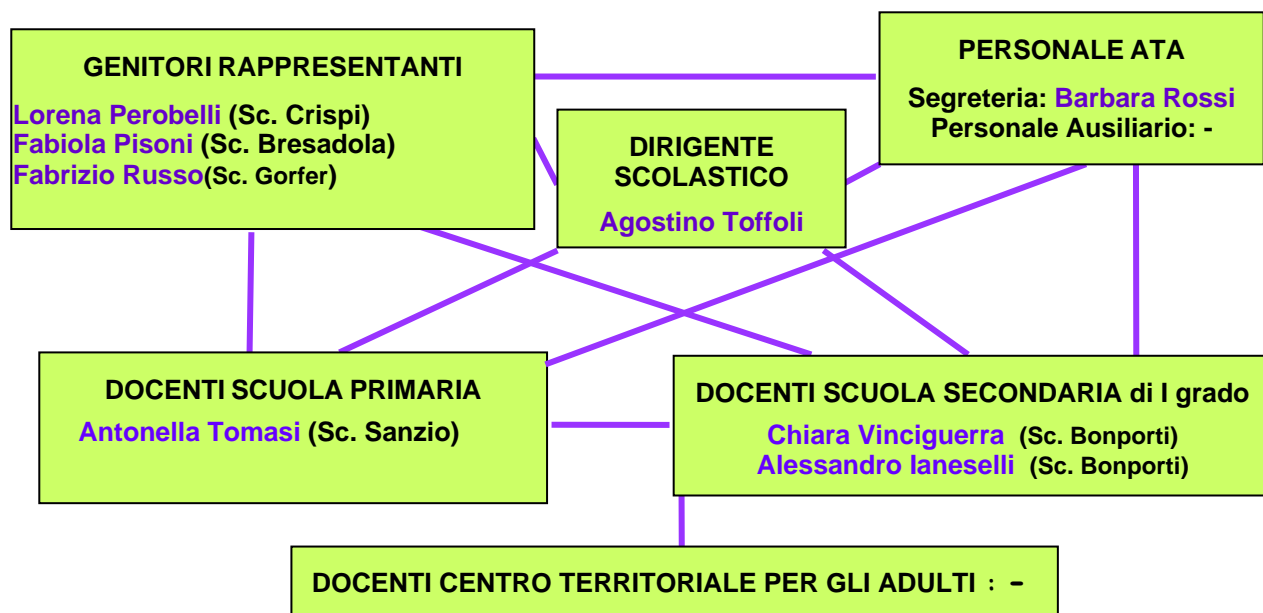 GENITORI RAPPRESENTANTI
Lorena Perobelli (Sc. Crispi)
Fabiola Pisoni (Sc. Bresadola)
Fabrizio Russo(Sc. Gorfer)
PERSONALE ATA
Segreteria: Barbara Rossi
Personale Ausiliario: -
DIRIGENTE
SCOLASTICO
Agostino Toffoli
DOCENTI SCUOLA PRIMARIA
Antonella Tomasi (Sc. Sanzio)
DOCENTI SCUOLA SECONDARIA di I grado
Chiara Vinciguerra (Sc. Bonporti)
Alessandro Ianeselli (Sc. Bonporti)
DOCENTI CENTRO TERRITORIALE PER GLI ADULTI : -